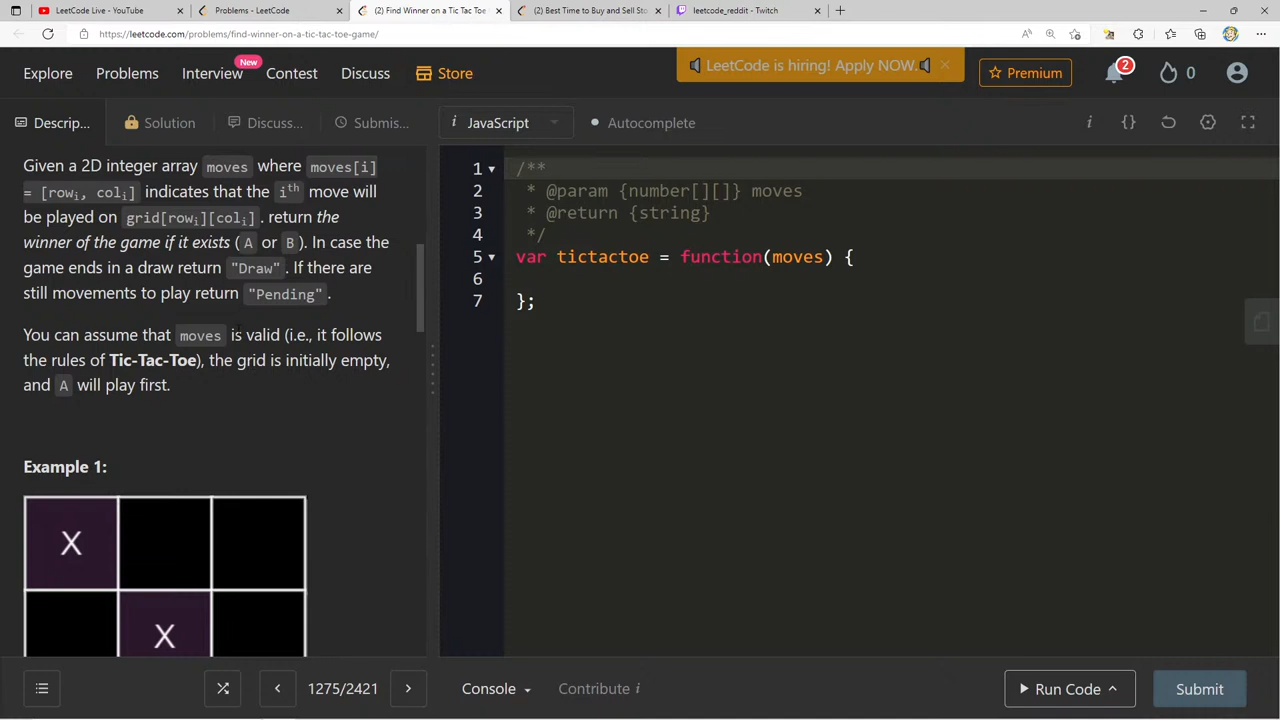 LeetCode Live - YouTube
Problems - LeetCode
(2) Find Winner on a Tic Tac Toe
(2) Best Time to Buy and Sell Sto
leetcode_reddit - Twitch
https://leetcode.com/problems/find-winner-on-a-tic-tac-toe-game/
Explore
Problems
Interview
New
Contest
Discuss
Store
LeetCode is hiring! Apply NOW.
Premium
2
0
Descrip...
Solution
Discuss...
Submis...
i JavaScript
Autocomplete
i {}
Given a 2D integer array moves where moves[i]
= [rowi, coli] indicates that the ith move will
be played on grid[rowi][coli]. return the
winner of the game if it exists (A or B). In case the
game ends in a draw return "Draw". If there are
still movements to play return "Pending".
You can assume that moves is valid (i.e., it follows
the rules of Tic-Tac-Toe), the grid is initially empty,
and A will play first.
Example 1:
X
X
1 /**
2 * @param {number[][]} moves
3 * @return {string}
4 */
5 var tictactoe = function(moves) {
6
7 };
1275/2421
Console
Contribute i
Run Code
Submit